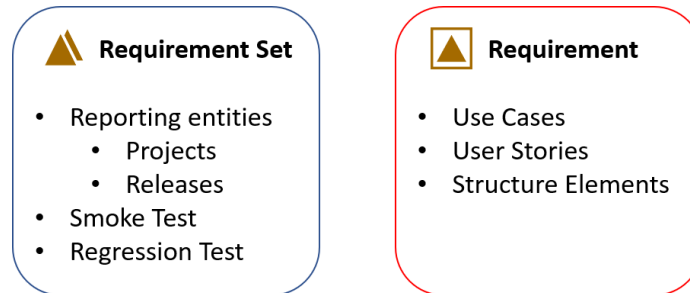 Requirement Set
• Reporting entities
• Projects
• Releases
• Smoke Test
• Regression Test
Requirement
• Use Cases
• User Stories
• Structure Elements